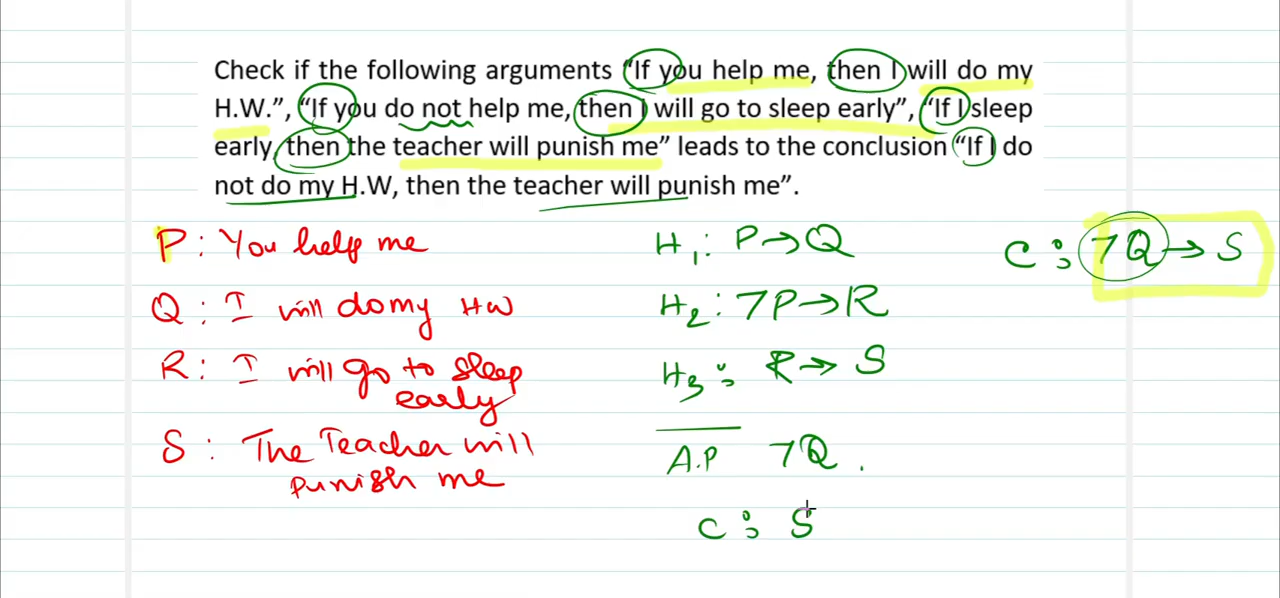 Check if the following arguments "If you help me, then I will do my
H.W.", "If you do not help me, then I will go to sleep early", "If I sleep
early, then the teacher will punish me" leads to the conclusion "If I do
not do my H.W, then the teacher will punish me".
P : You help me
H1 : P → Q
C : ¬Q → S
Q : I will do my HW
H2 : ¬P → R
R : I will go to sleep
early
H3 : R → S
S : The Teacher will
punish me
A.P ¬Q .
C : S